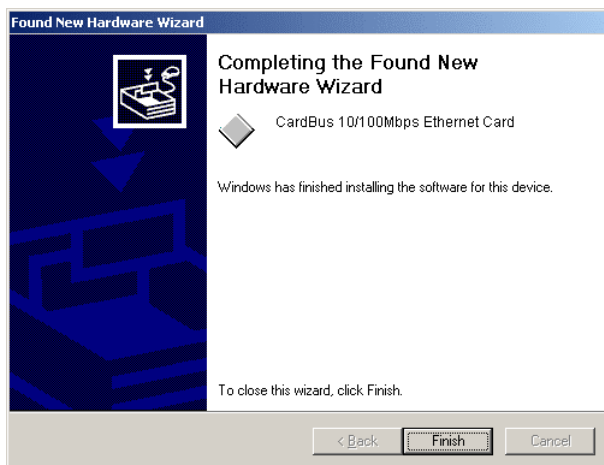 Found New Hardware Wizard
Completing the Found New
Hardware Wizard
CardBus 10/100Mbps Ethernet Card
Windows has finished installing the software for this device.
To close this wizard, click Finish.
< Back
Finish
Cancel